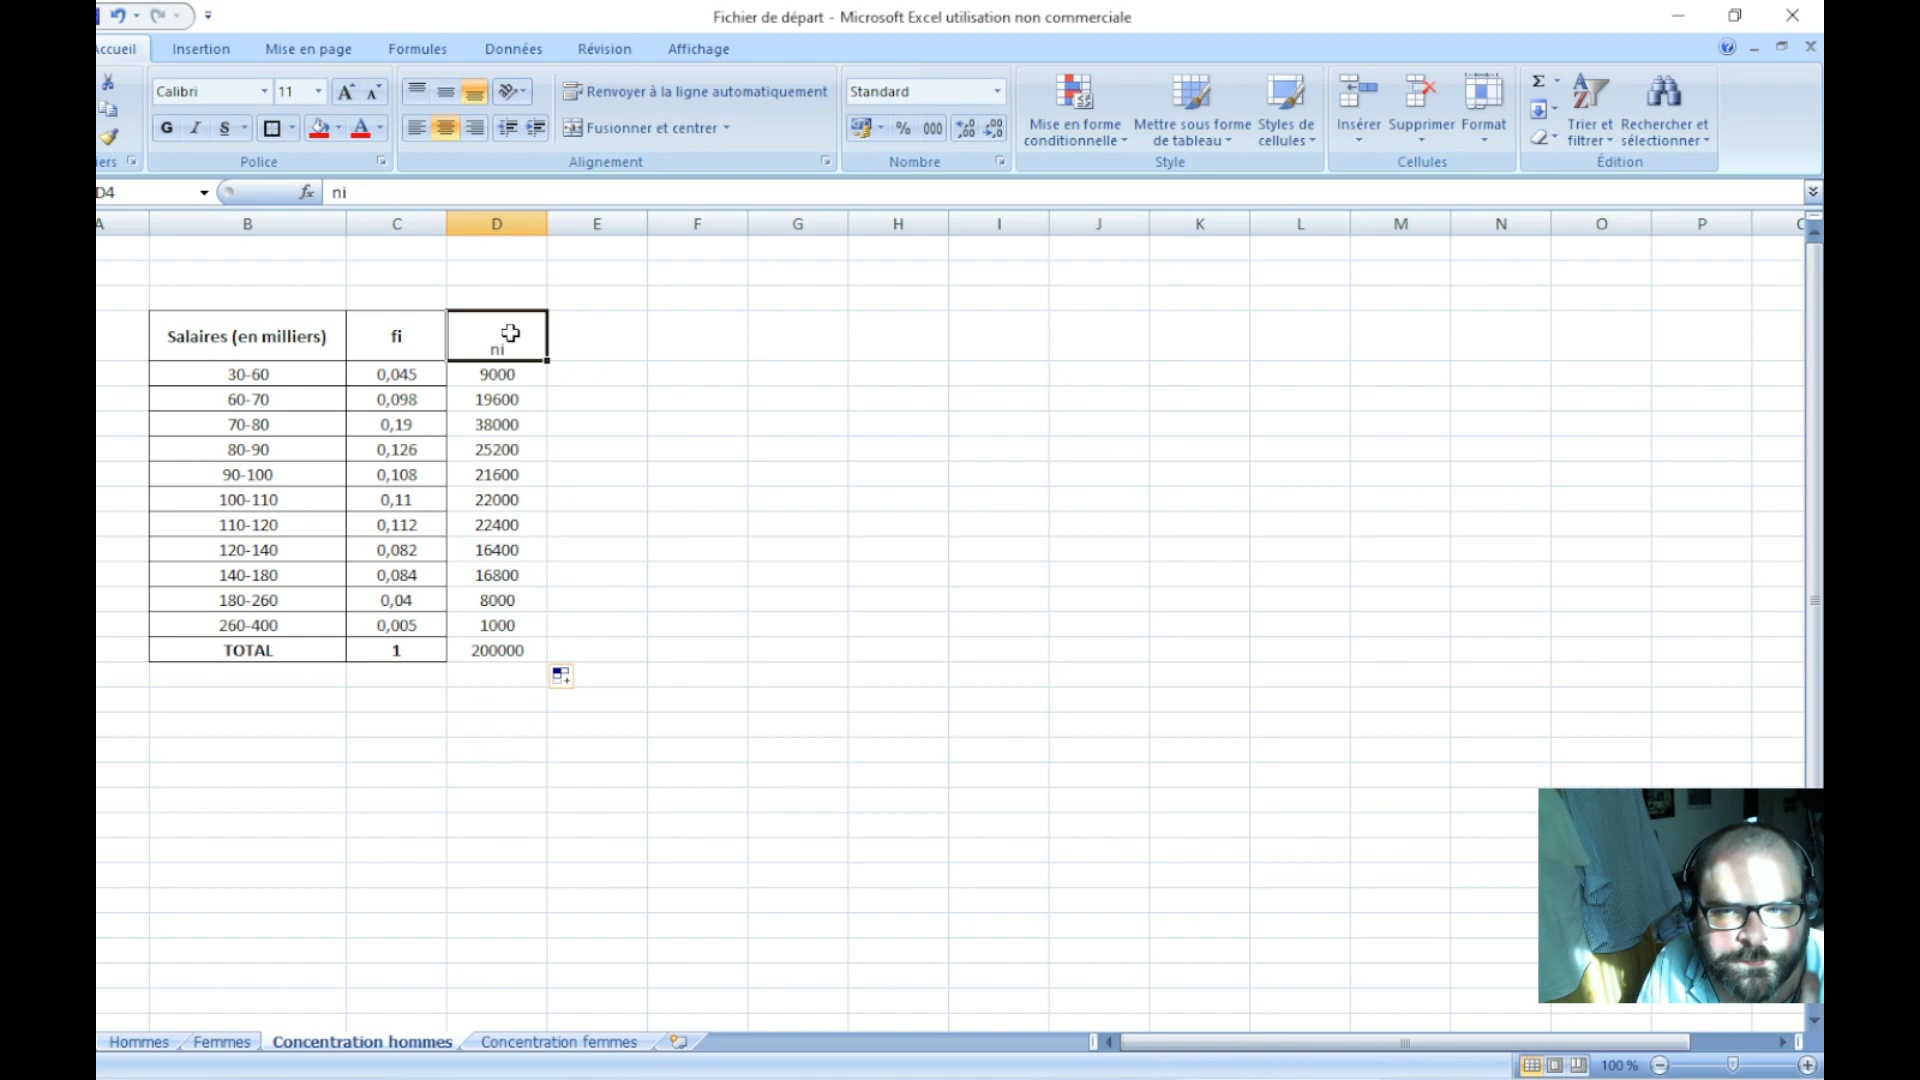 Fichier de départ - Microsoft Excel utilisation non commerciale
Accueil Insertion Mise en page Formules Données Révision Affichage
Calibri 11 Renvoyer à la ligne automatiquement Standard
G I S Fusionner et centrer % 000
Mise en forme conditionnelle Mettre sous forme de tableau Styles de cellules Insérer Supprimer Format Trier et filtrer Rechercher et sélectionner
Police Alignement Nombre Style Cellules Édition
D4 fx ni
A B C D E F G H I J K L M N O P
Salaires (en milliers) fi ni
30-60 0,045 9000
60-70 0,098 19600
70-80 0,19 38000
80-90 0,126 25200
90-100 0,108 21600
100-110 0,11 22000
110-120 0,112 22400
120-140 0,082 16400
140-180 0,084 16800
180-260 0,04 8000
260-400 0,005 1000
TOTAL 1 200000
Hommes Femmes Concentration hommes Concentration femmes
100 %